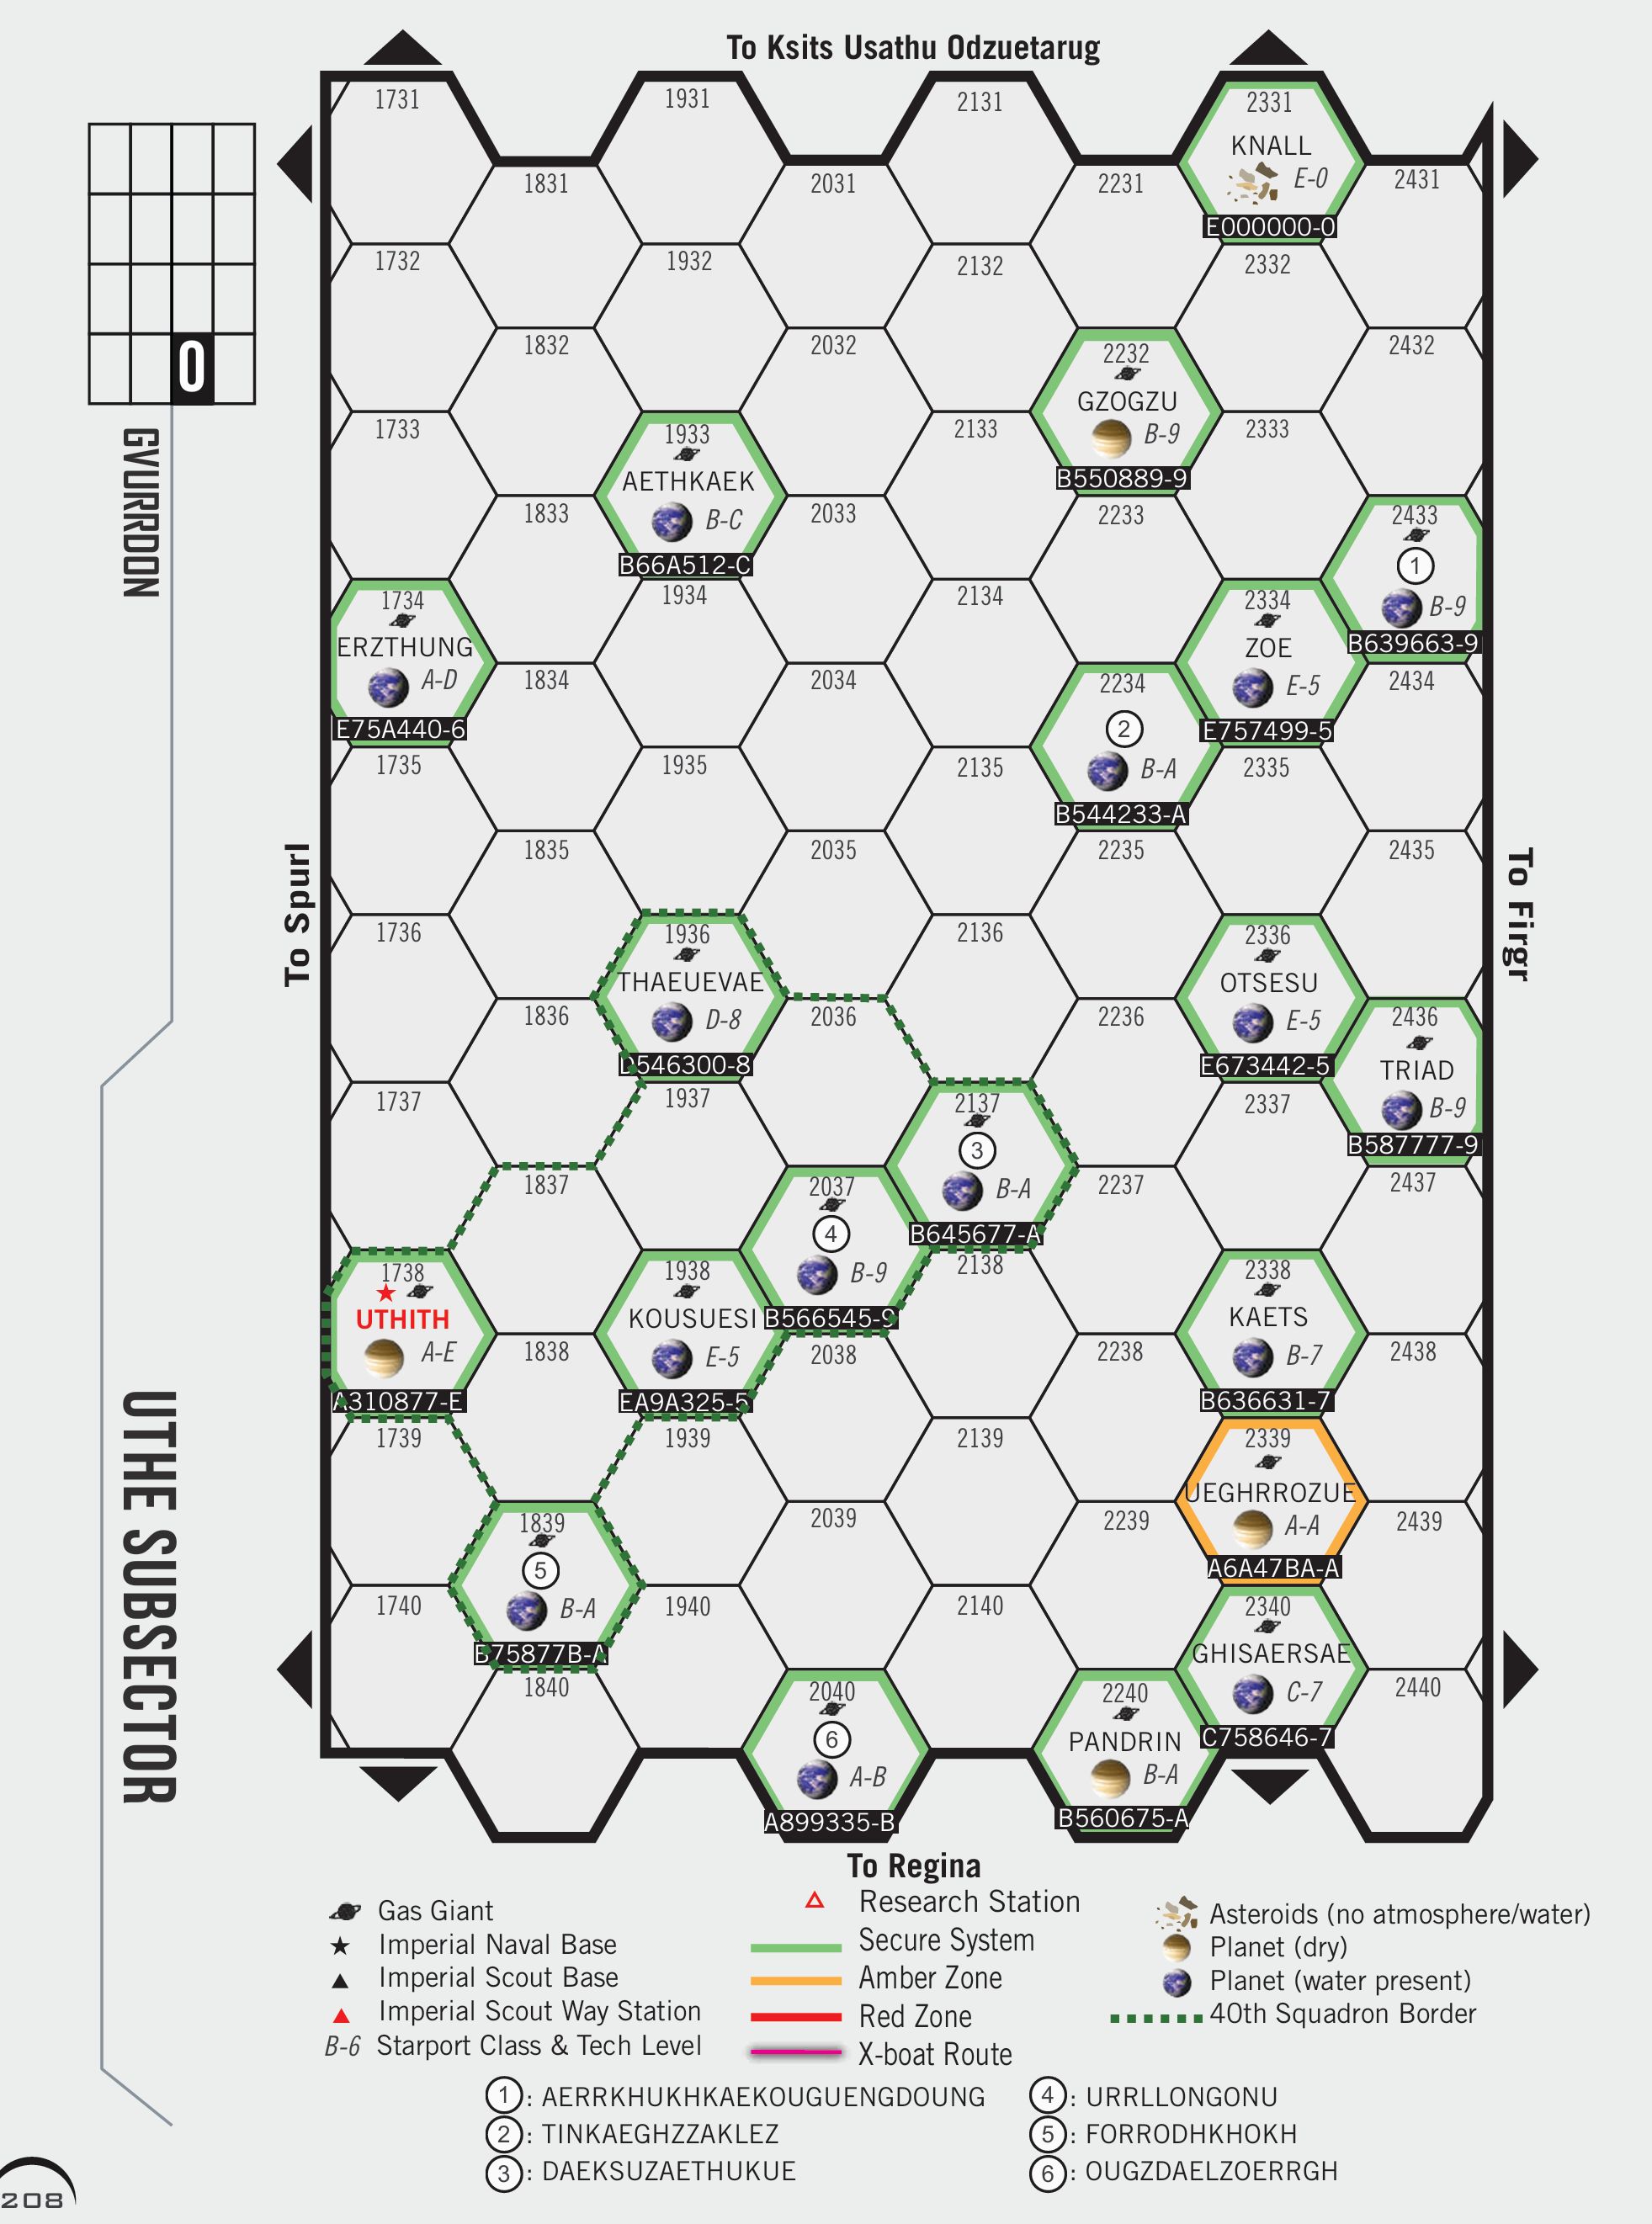 To Ksits Usathu Odzuetarug
1731
1931
2131
2331
KNALL
E-0
E000000-0
1831
2031
2231
2431
1732
1932
2132
2332
1832
2032
2232
GZOGZU
B-9
B550889-9
2432
1733
1933
AETHKAEK
B-C
B66A512-C
2133
2333
1833
2033
2233
2433
1
B-9
B639663-9
1734
ERZTHUNG
A-D
E75A440-6
1934
2134
2334
ZOE
E-5
E757499-5
1834
2034
2234
2
B-A
B544233-A
2434
1735
1935
2135
2335
1835
2035
2235
2435
1736
1936
THAEUEVAE
D-8
D546300-8
2136
2336
OTSESU
E-5
E673442-5
1836
2036
2236
2436
TRIAD
B-9
B587777-9
1737
1937
2137
3
B-A
B645677-A
2337
1837
2037
4
B-9
B566545-9
2237
2437
1738
UTHITH
A-E
A310877-E
1938
KOUSUESI
E-5
EA9A325-5
2138
2338
KAETS
B-7
B636631-7
1838
2038
2238
2438
1739
1939
2139
2339
UEGHRROZUE
A-A
A6A47BA-A
1839
5
B-A
B75877B-A
2039
2239
2439
1740
1940
2140
2340
GHISAERSAE
C-7
C758646-7
1840
2040
6
A-B
A899335-B
2240
PANDRIN
B-A
B560675-A
2440
To Spurl
To Firgr
To Regina
O
GVURRDON
UTHE SUBSECTOR
Gas Giant
Imperial Naval Base
Imperial Scout Base
Imperial Scout Way Station
B-6 Starport Class & Tech Level
Research Station
Secure System
Amber Zone
Red Zone
X-boat Route
Asteroids (no atmosphere/water)
Planet (dry)
Planet (water present)
40th Squadron Border
1: AERRKHUKHKAEKOUGUENGDOUNG
2: TINKAEGHZZAKLEZ
3: DAEKSUZAETHUKUE
4: URRLLONGONU
5: FORRODHKHOKH
6: OUGZDAELZOERRGH
208